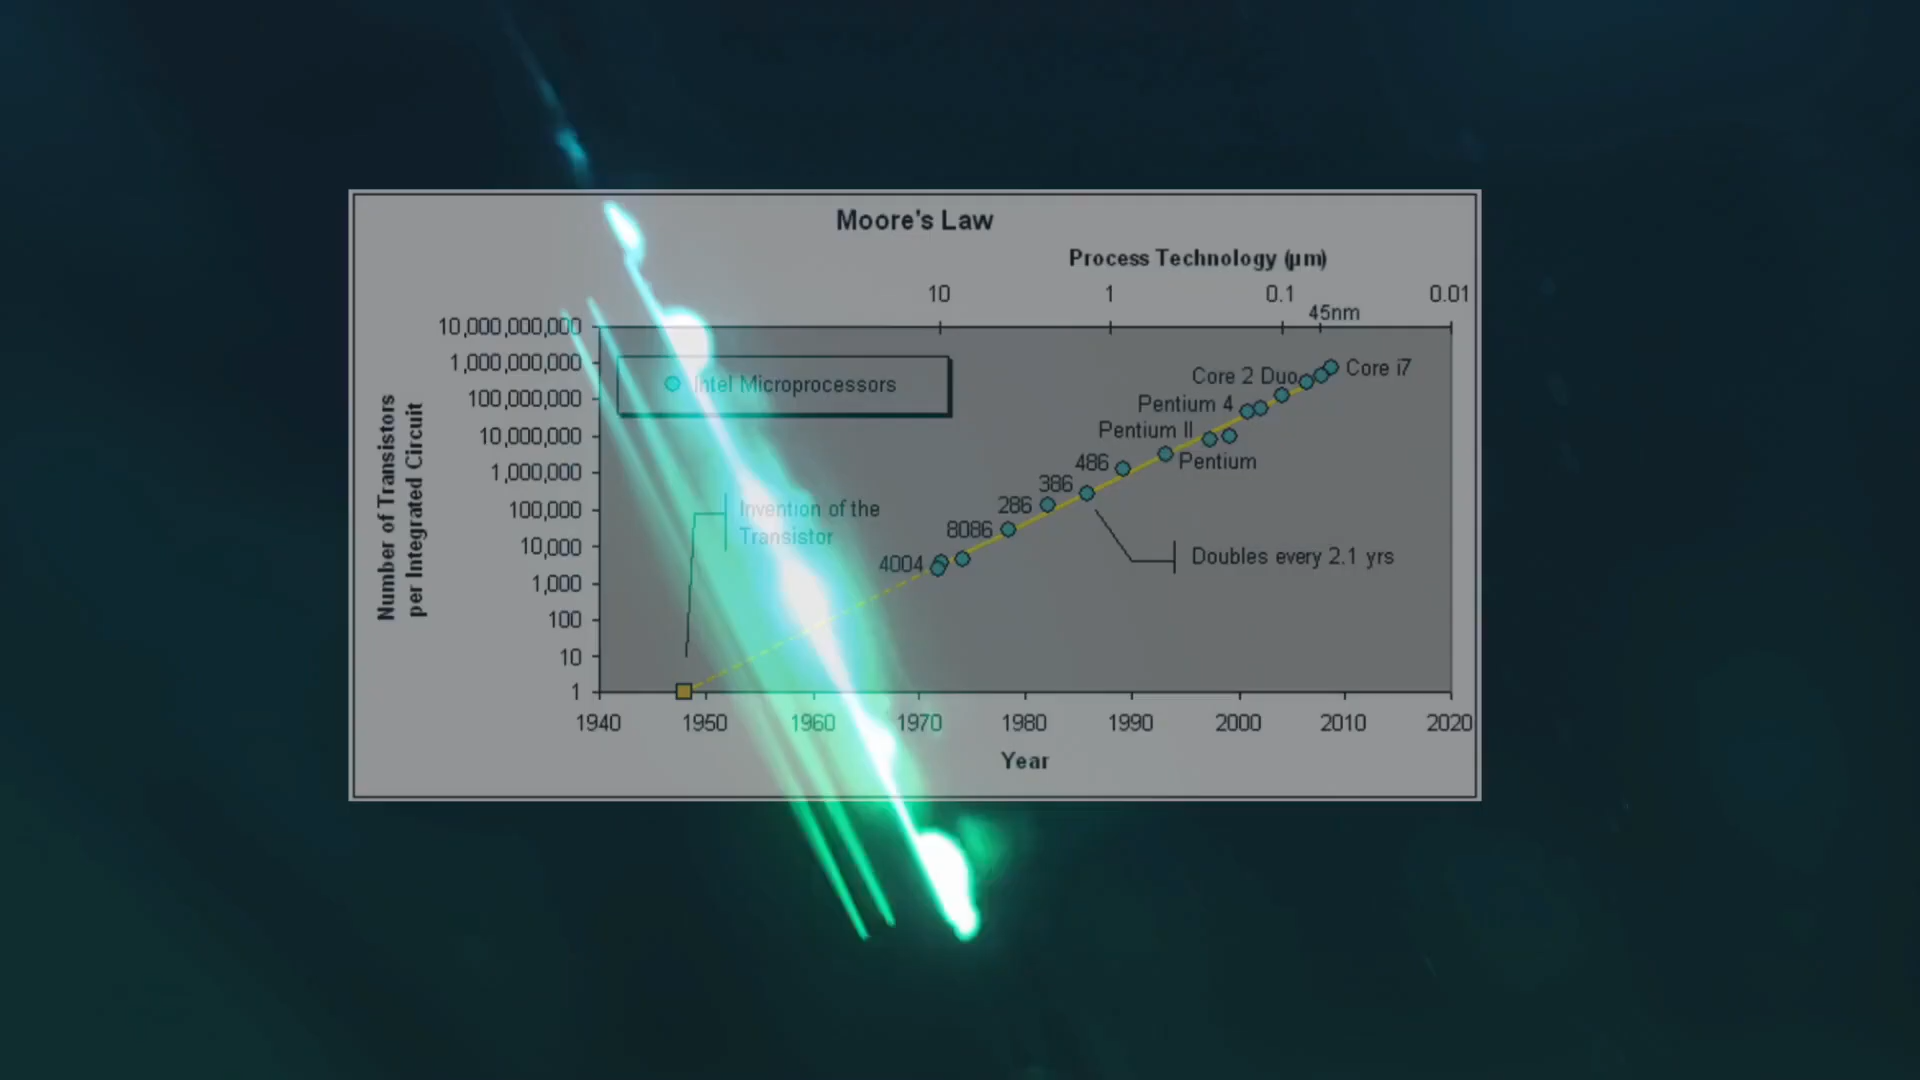 Moore's Law
Process Technology (µm)
10
1
0.1
0.01
45nm
10,000,000,000
1,000,000,000
100,000,000
10,000,000
1,000,000
100,000
10,000
1,000
100
10
1
Number of Transistors
per Integrated Circuit
Intel Microprocessors
Core i7
Core 2 Duo
Pentium 4
Pentium II
Pentium
486
386
286
8086
4004
Invention of the
Transistor
Doubles every 2.1 yrs
1940
1950
1960
1970
1980
1990
2000
2010
2020
Year